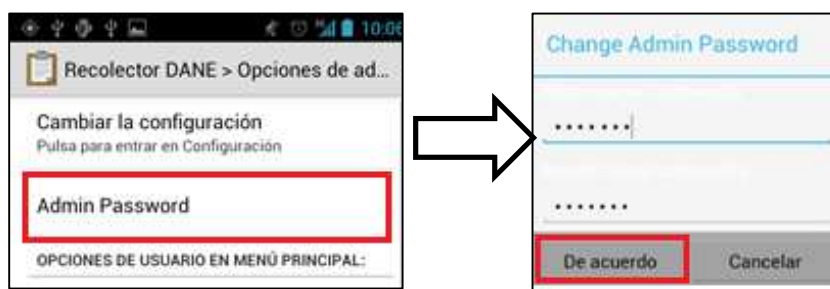 10:06
Recolector DANE > Opciones de ad...
Cambiar la configuración
Pulsa para entrar en Configuración
Admin Password
OPCIONES DE USUARIO EN MENÚ PRINCIPAL:
Change Admin Password
•••••••
•••••••
De acuerdo Cancelar